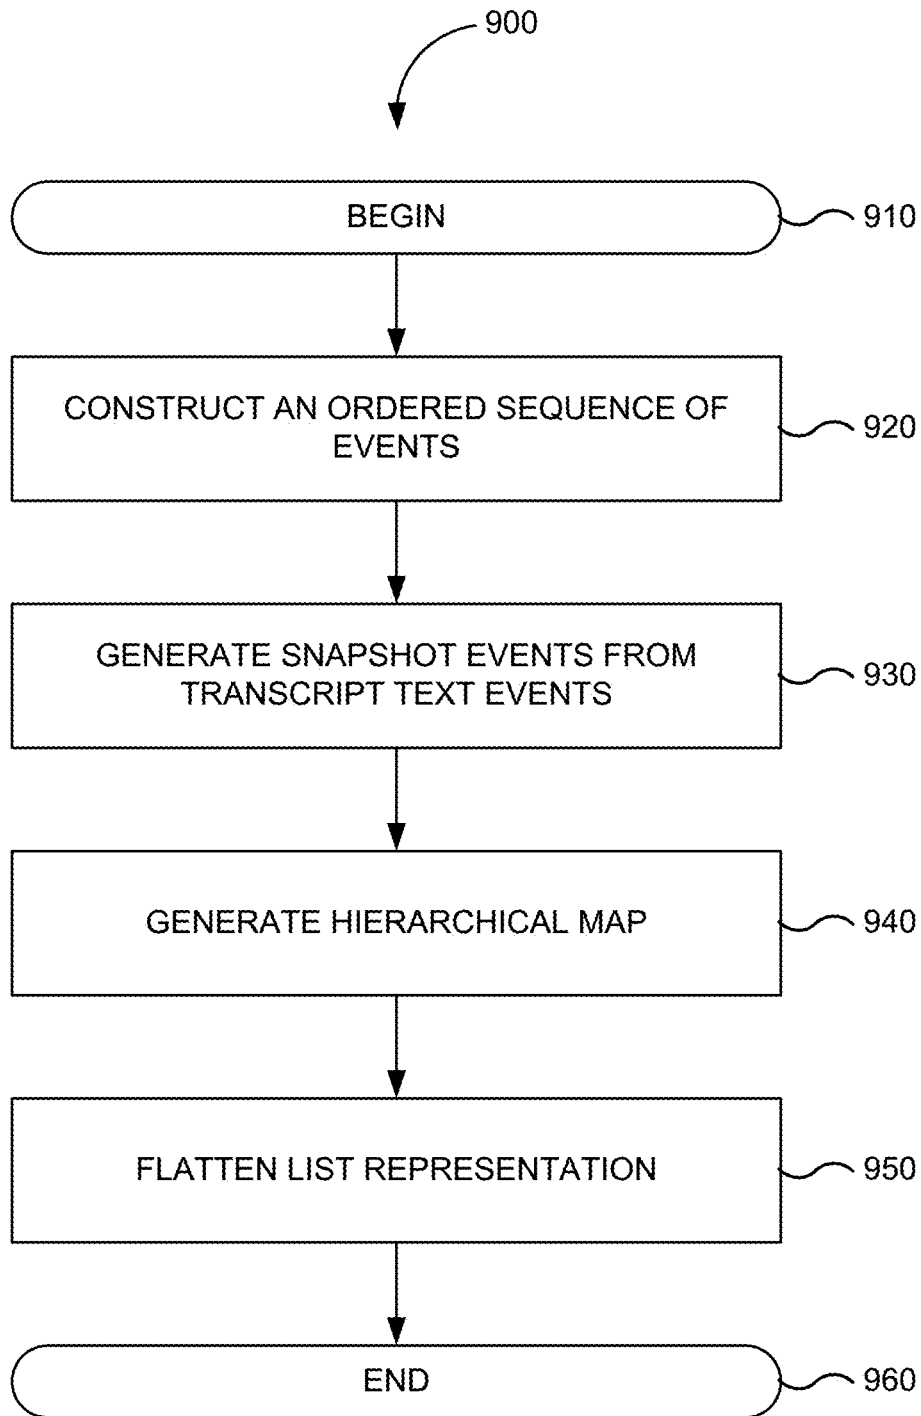 900
BEGIN
910
CONSTRUCT AN ORDERED SEQUENCE OF
EVENTS
920
GENERATE SNAPSHOT EVENTS FROM
TRANSCRIPT TEXT EVENTS
930
GENERATE HIERARCHICAL MAP
940
FLATTEN LIST REPRESENTATION
950
END
960